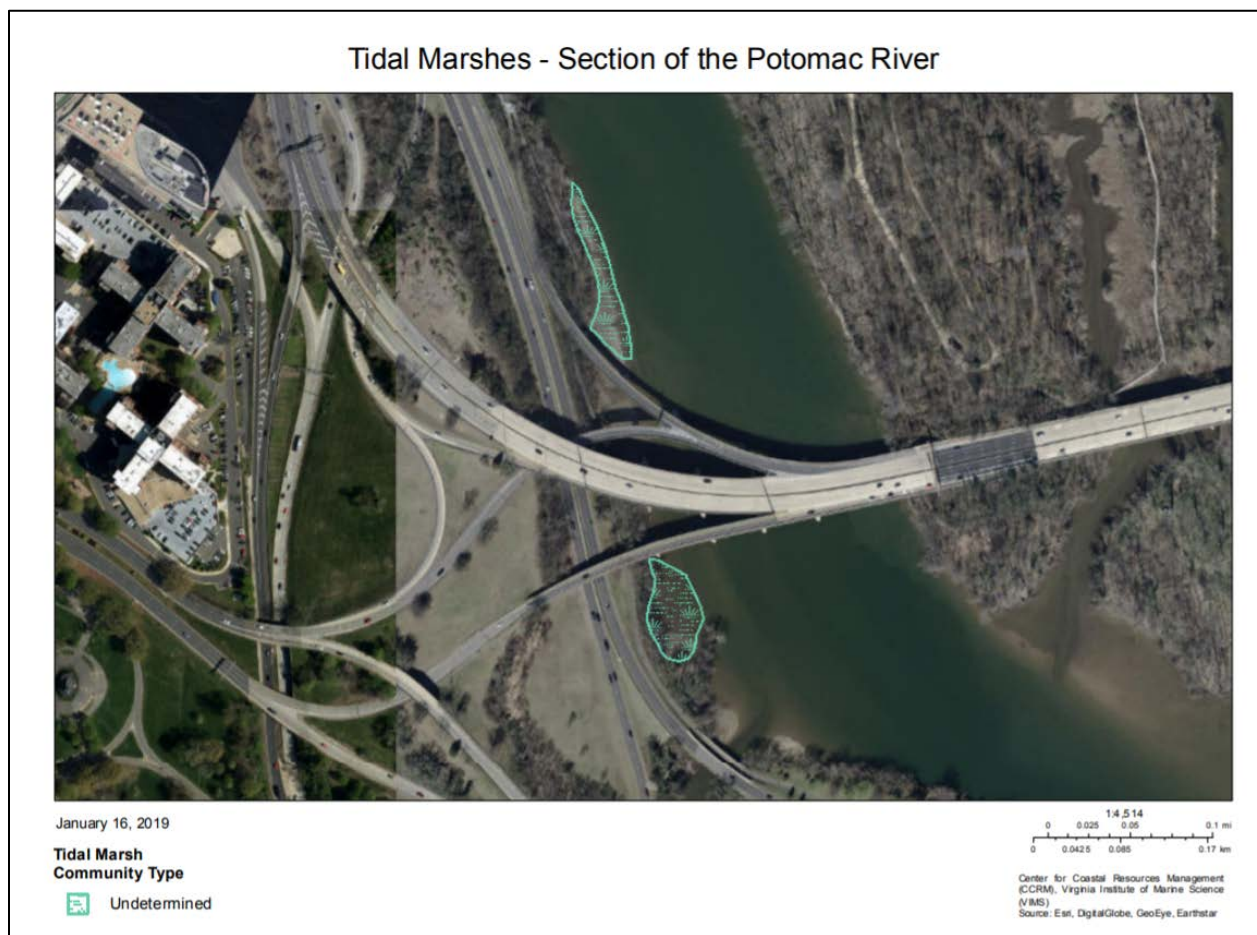 Tidal Marshes - Section of the Potomac River
January 16, 2019
Tidal Marsh
Community Type
Undetermined
1:4,514
0 0.025 0.05 0.1 mi
0 0.0425 0.085 0.17 km
Center for Coastal Resources Management
(CCRM), Virginia Institute of Marine Science
(VIMS)
Source: Esri, DigitalGlobe, GeoEye, Earthstar